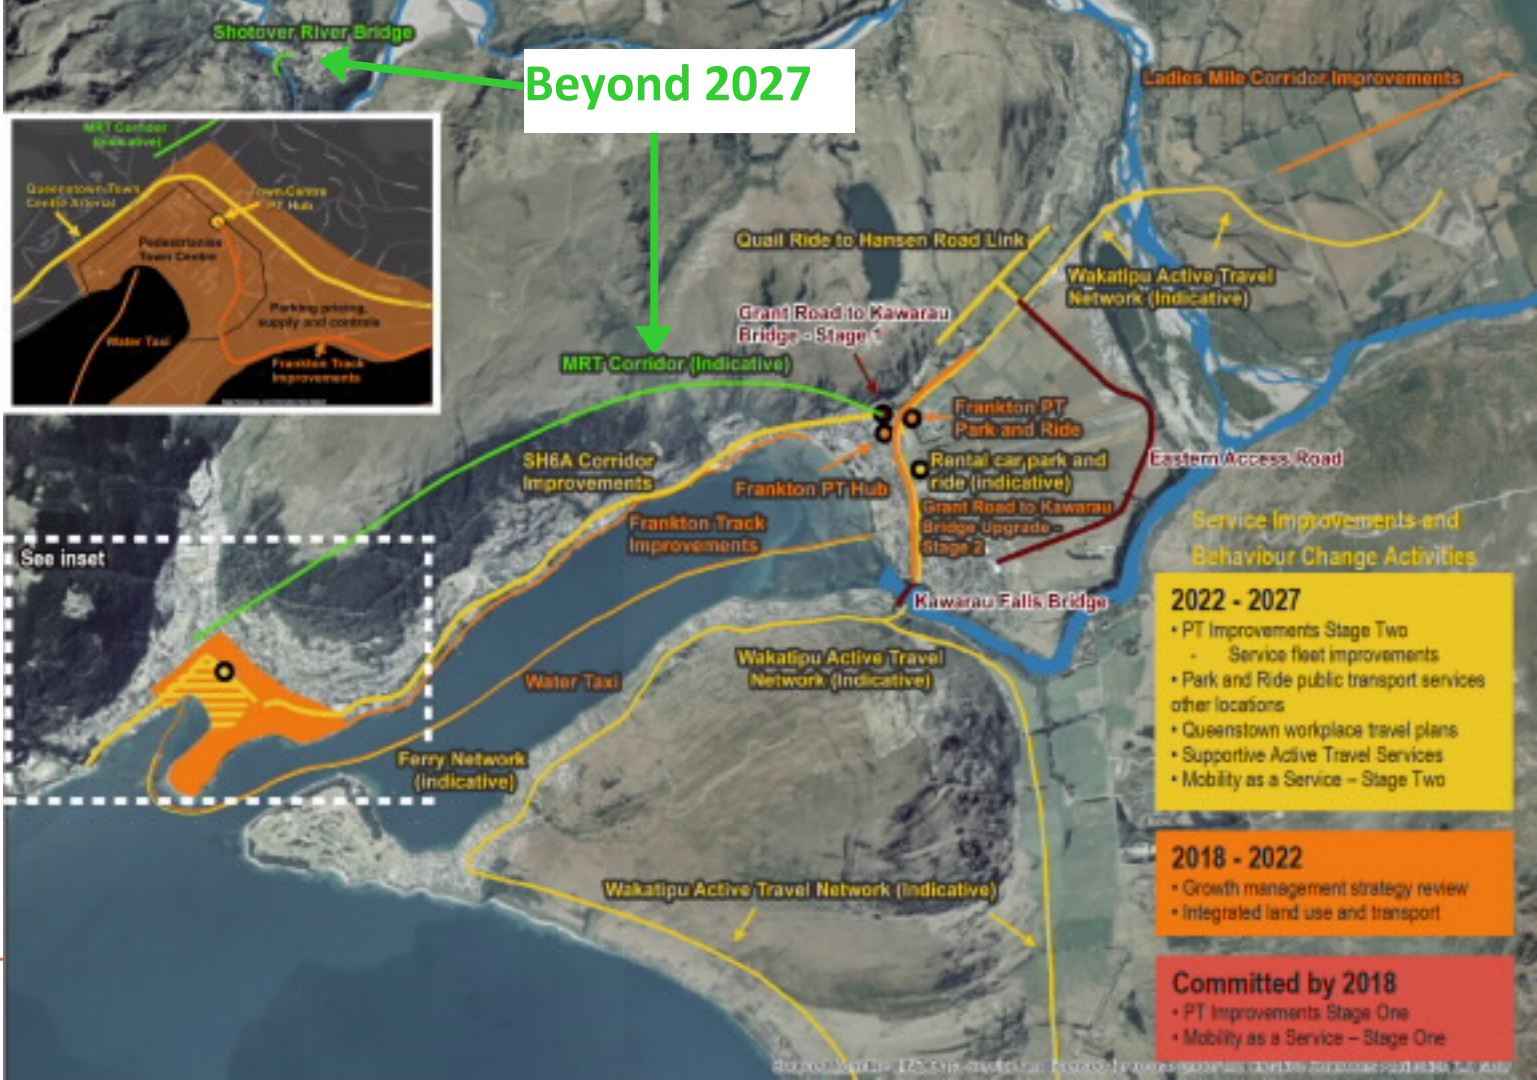 Shotover River Bridge
Beyond 2027
Ladies Mile Corridor Improvements
MRT Corridor
(indicative)
Queenstown Town
Centre Arterial
Town Centre
PT Hub
Pedestrianise
Town Centre
Parking pricing,
supply and controls
Water Taxi
Frankton Track
Improvements
Quail Ride to Hansen Road Link
Wakatipu Active Travel
Network (Indicative)
Grant Road to Kawarau
Bridge - Stage 1
MRT Corridor (Indicative)
Frankton PT
Park and Ride
SH6A Corridor
Improvements
Rental car park and
ride (indicative)
Eastern Access Road
Frankton PT Hub
Grant Road to Kawarau
Bridge Upgrade -
Stage 2
Frankton Track
Improvements
See inset
Kawarau Falls Bridge
Wakatipu Active Travel
Network (Indicative)
Water Taxi
Ferry Network
(indicative)
Wakatipu Active Travel Network (Indicative)
Service Improvements and
Behaviour Change Activities
2022 - 2027
• PT Improvements Stage Two
- Service fleet improvements
• Park and Ride public transport services
other locations
• Queenstown workplace travel plans
• Supportive Active Travel Services
• Mobility as a Service – Stage Two
2018 - 2022
• Growth management strategy review
• Integrated land use and transport
Committed by 2018
• PT Improvements Stage One
• Mobility as a Service – Stage One